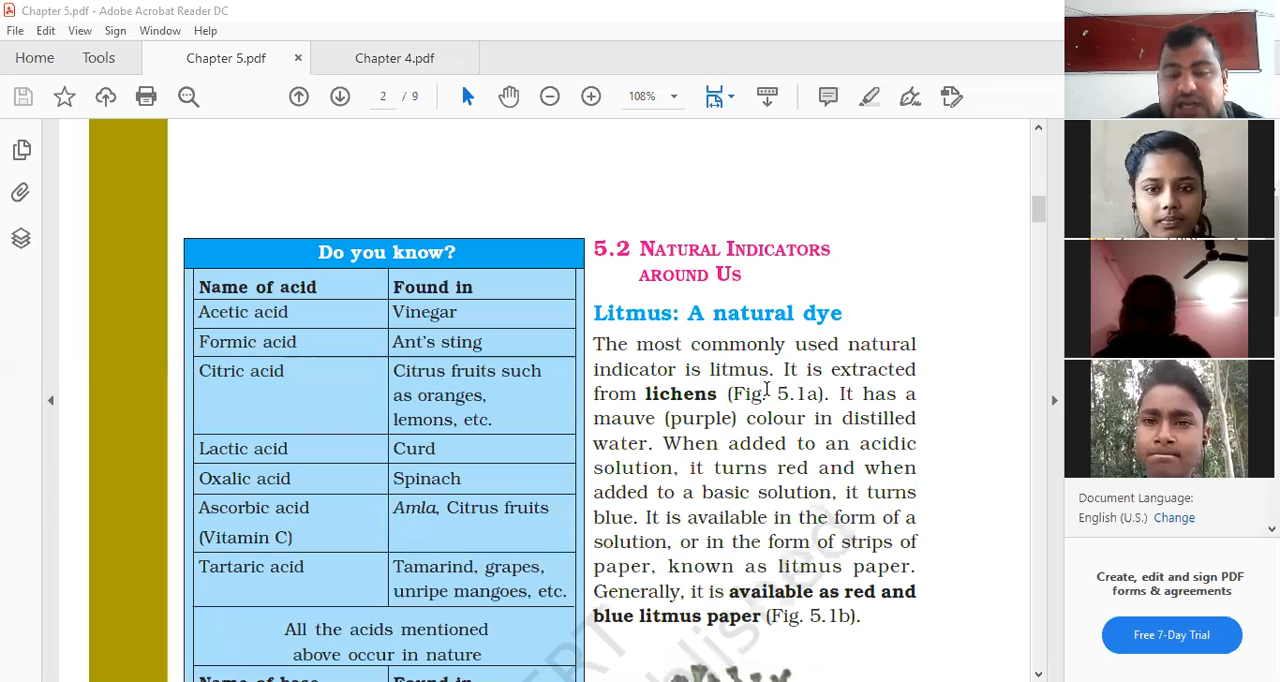 Chapter 5.pdf - Adobe Acrobat Reader DC
File Edit View Sign Window Help
Home Tools Chapter 5.pdf × Chapter 4.pdf
2 / 9 108%
Do you know?
Name of acid Found in
Acetic acid Vinegar
Formic acid Ant's sting
Citric acid Citrus fruits such
as oranges,
lemons, etc.
Lactic acid Curd
Oxalic acid Spinach
Ascorbic acid Amla, Citrus fruits
(Vitamin C)
Tartaric acid Tamarind, grapes,
unripe mangoes, etc.
All the acids mentioned
above occur in nature
Name of base Found in
5.2 NATURAL INDICATORS
AROUND US
Litmus: A natural dye
The most commonly used natural
indicator is litmus. It is extracted
from lichens (Fig. 5.1a). It has a
mauve (purple) colour in distilled
water. When added to an acidic
solution, it turns red and when
added to a basic solution, it turns
blue. It is available in the form of a
solution, or in the form of strips of
paper, known as litmus paper.
Generally, it is available as red and
blue litmus paper (Fig. 5.1b).
Document Language:
English (U.S.) Change
Create, edit and sign PDF
forms & agreements
Free 7-Day Trial